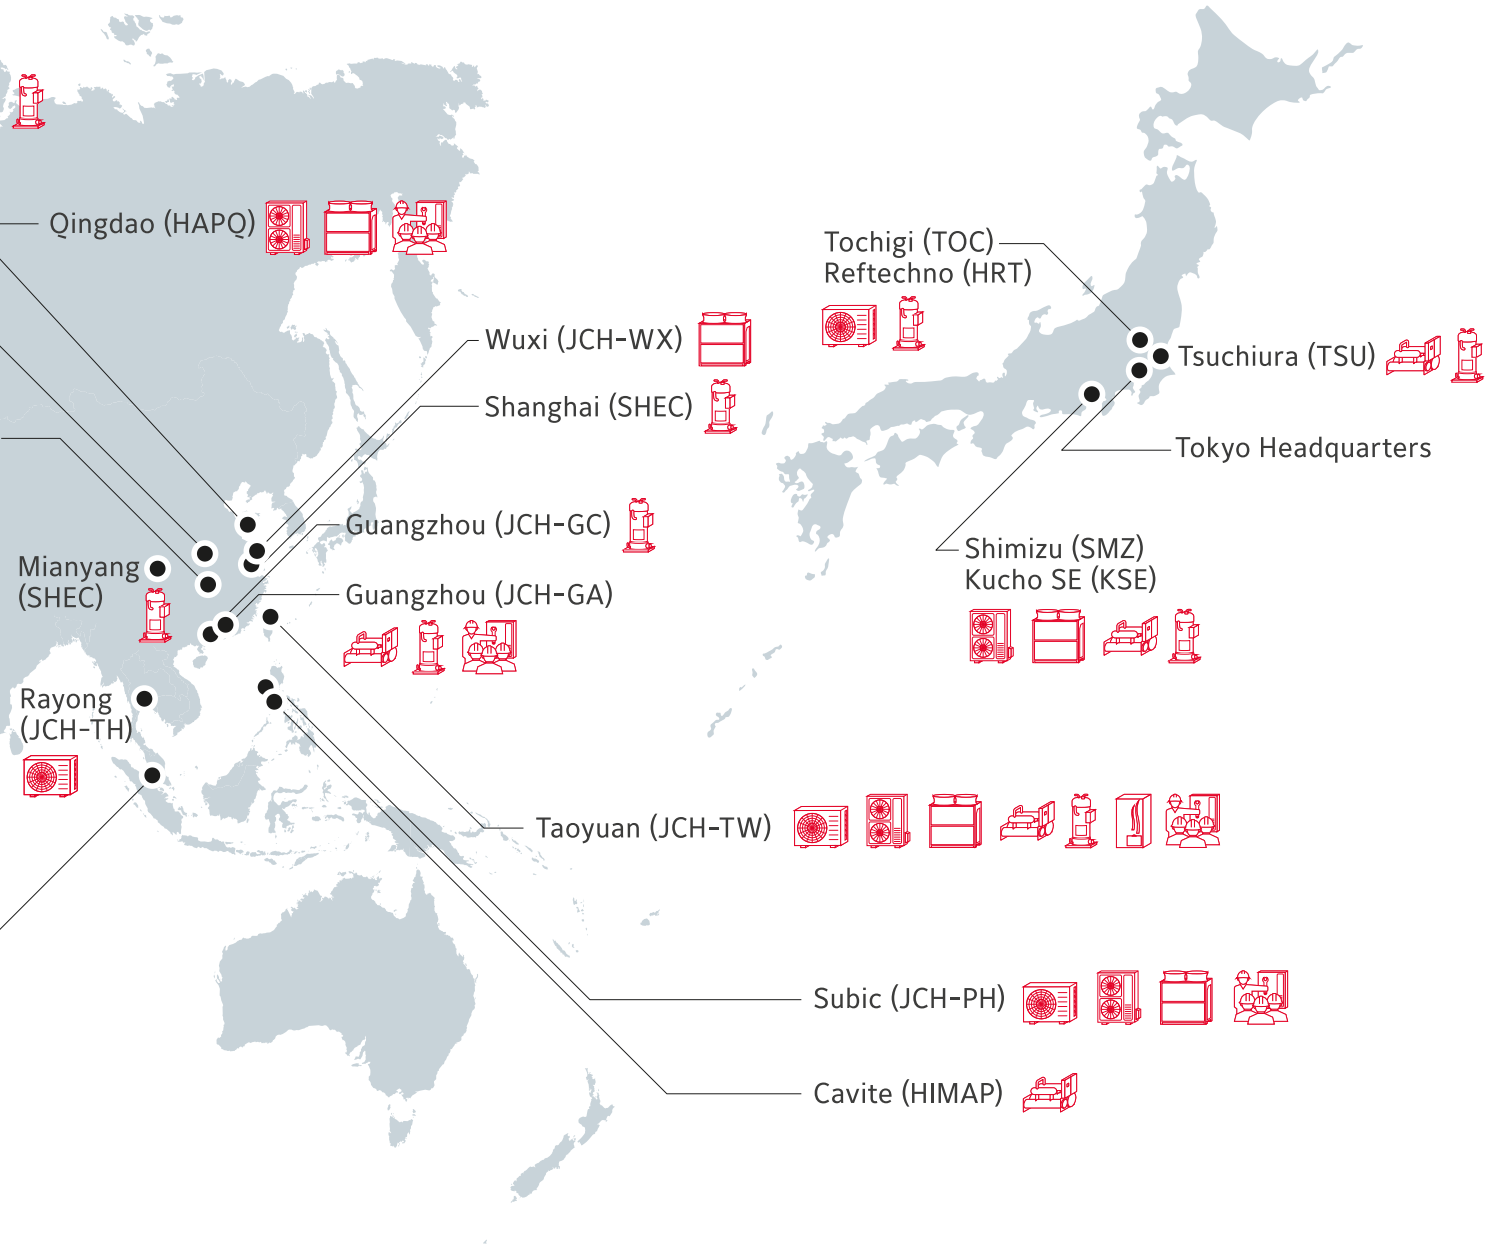 Qingdao (HAPQ)
Tochigi (TOC)
Reftechno (HRT)
Wuxi (JCH-WX)
Tsuchiura (TSU)
Shanghai (SHEC)
Tokyo Headquarters
Guangzhou (JCH-GC)
Shimizu (SMZ)
Kucho SE (KSE)
Mianyang
(SHEC)
Guangzhou (JCH-GA)
Rayong
(JCH-TH)
Taoyuan (JCH-TW)
Subic (JCH-PH)
Cavite (HIMAP)